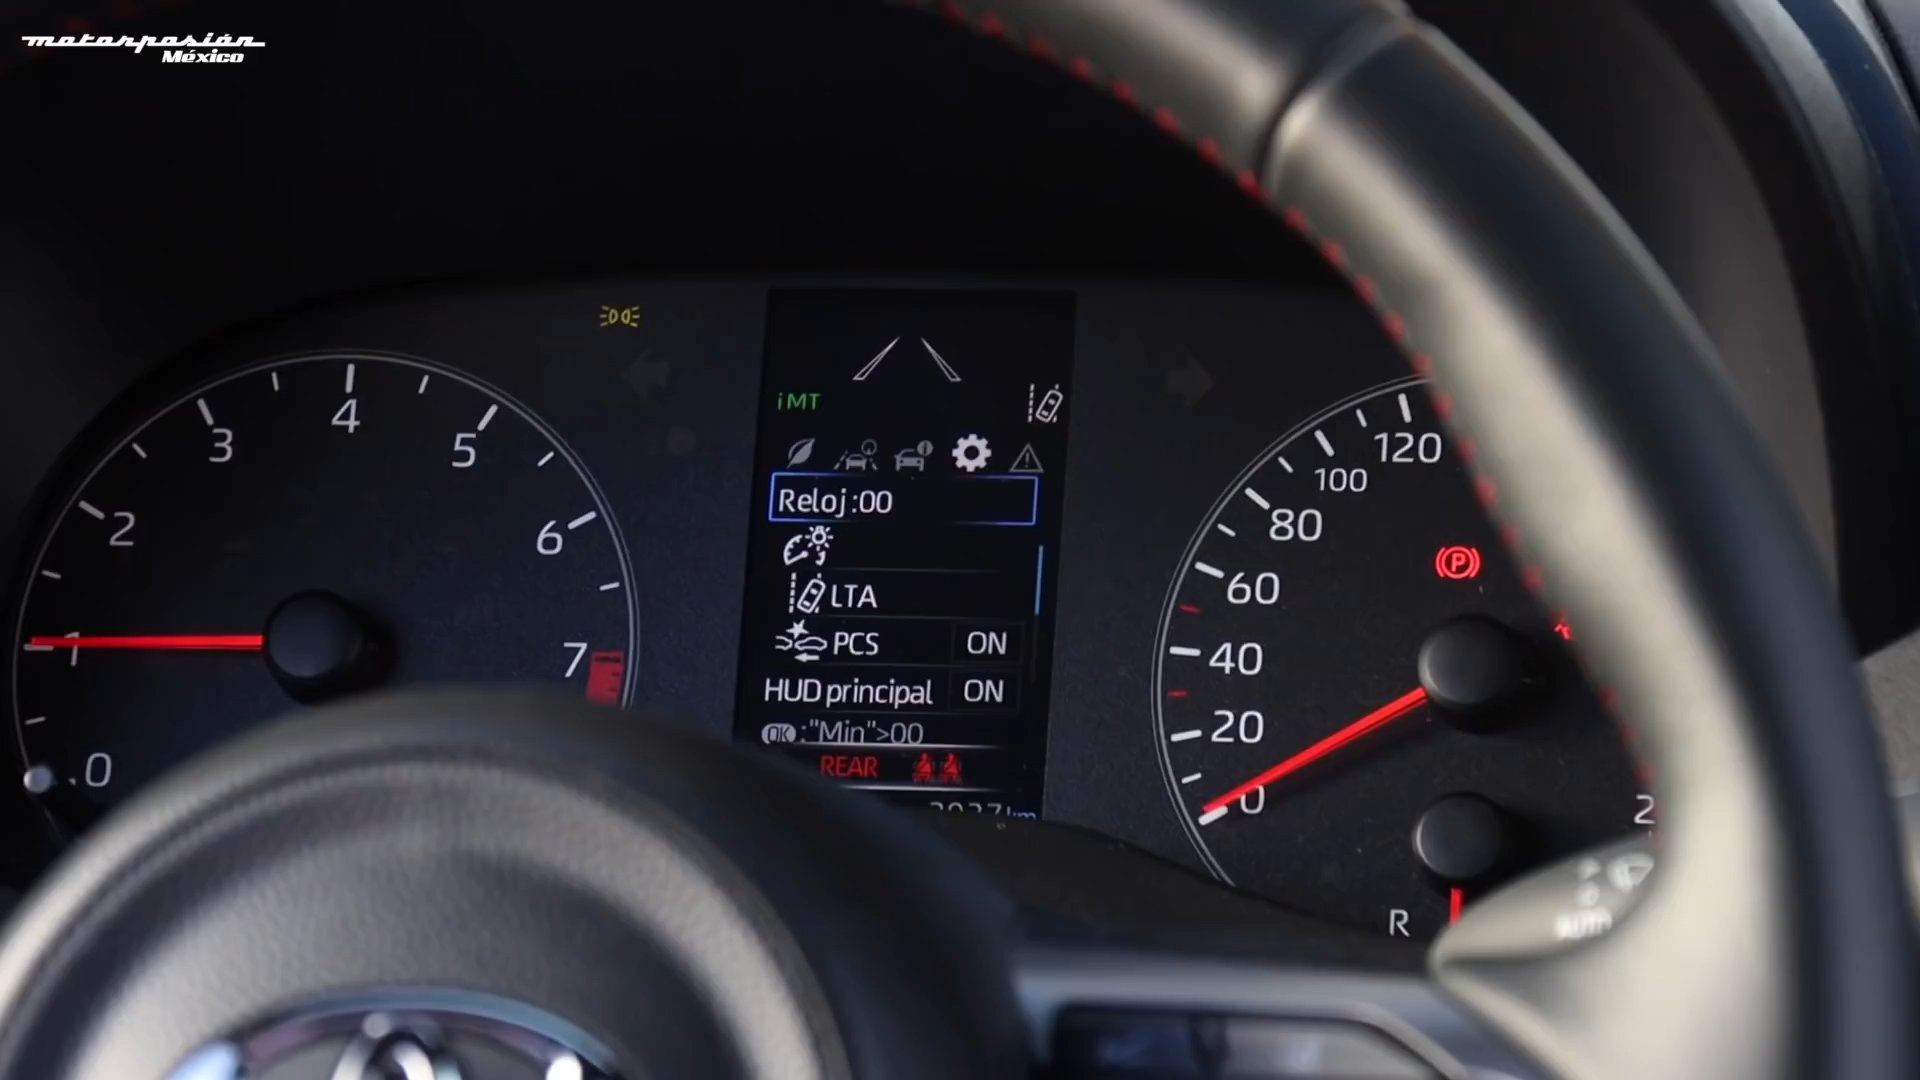 motorpasión
México
iMT
Reloj :00
LTA
PCS ON
HUD principal ON
OK :"Min">00
REAR
0
1
2
3
4
5
6
7
0
20
40
60
80
100
120
P
R
AUTO